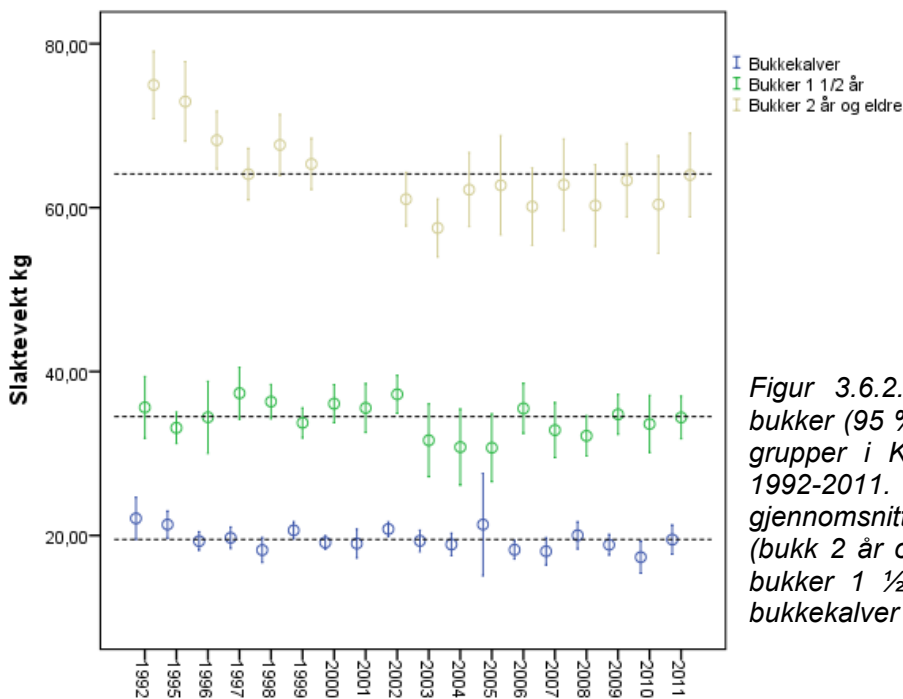 80,00
60,00
40,00
20,00
Slaktevekt kg
1992
1995
1996
1997
1998
1999
2000
2001
2002
2003
2004
2005
2006
2007
2008
2009
2010
2011
Bukkekalver
Bukker 1 1/2 år
Bukker 2 år og eldre
Figur 3.6.2.
bukker (95 %
grupper i K
1992-2011.
gjennomsnitt
(bukk 2 år o
bukker 1 ½
bukkekalver